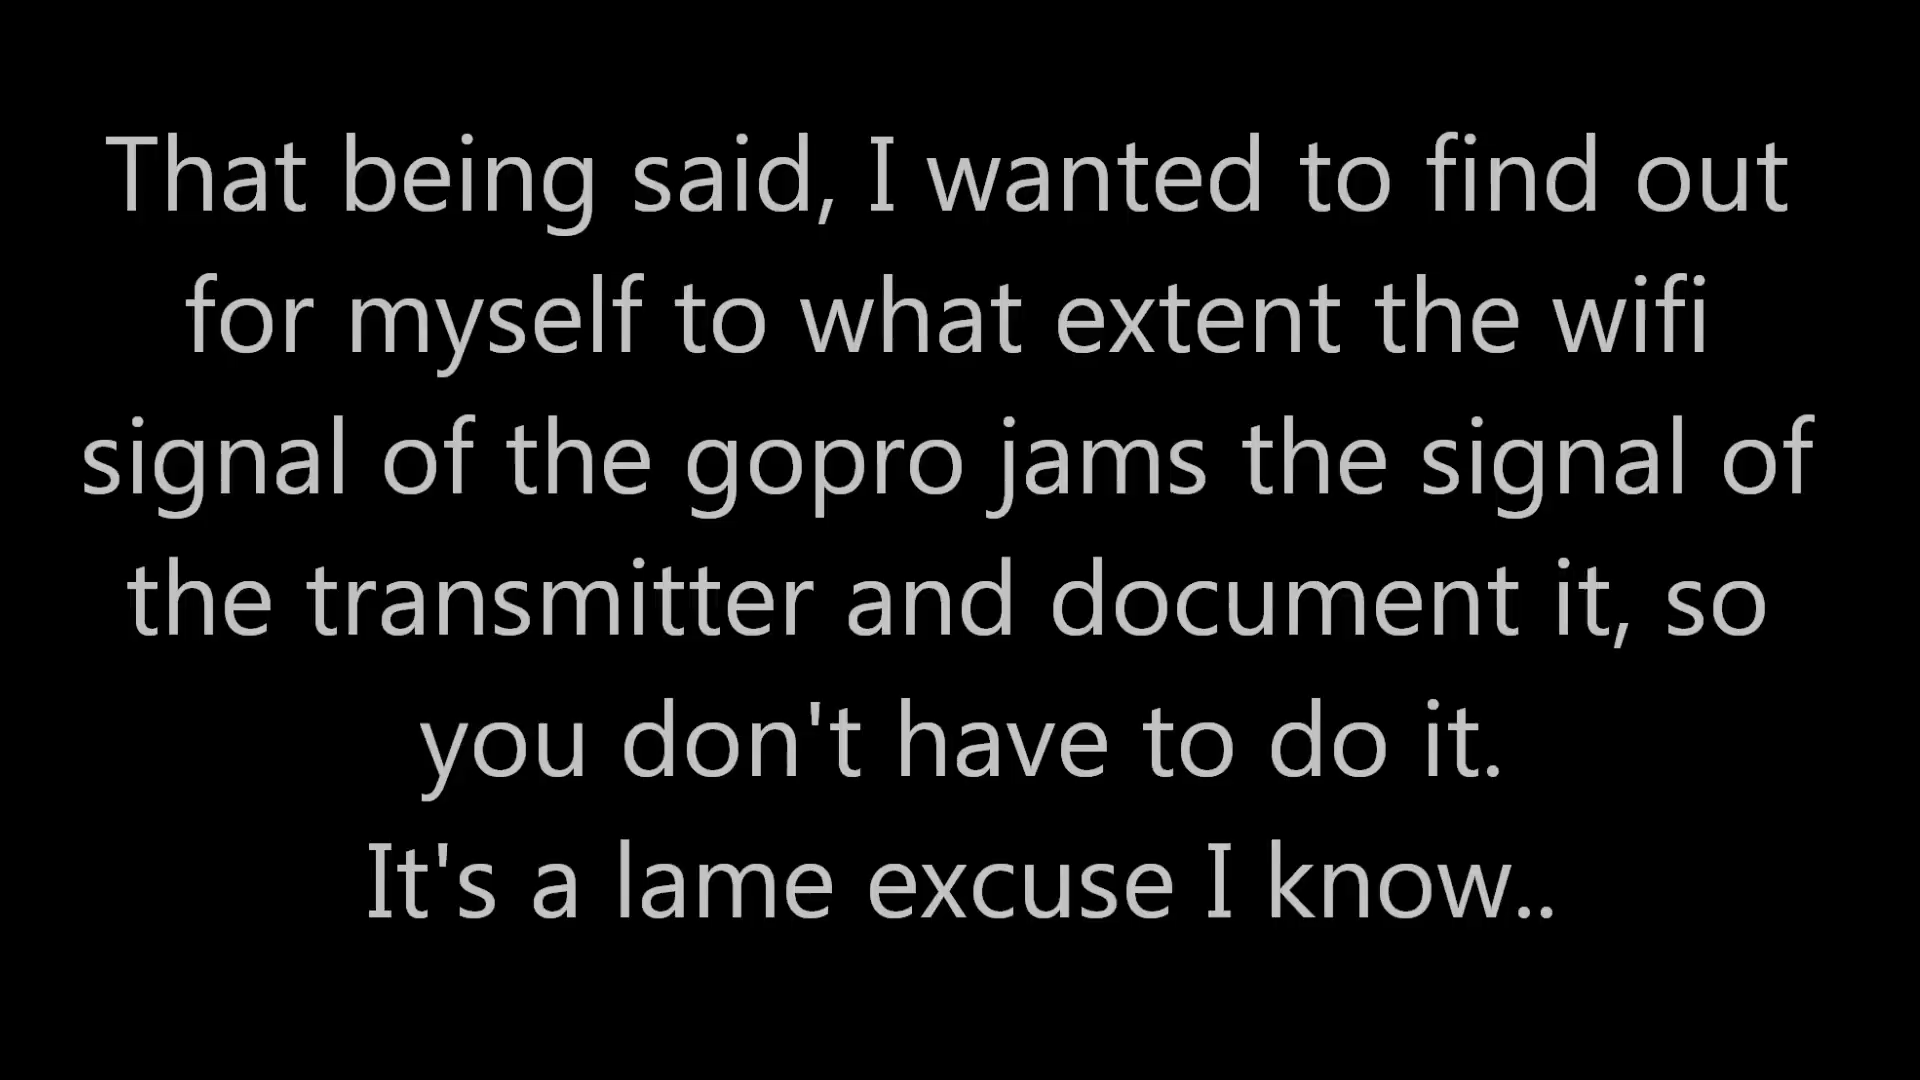 That being said, I wanted to find out
for myself to what extent the wifi
signal of the gopro jams the signal of
the transmitter and document it, so
you don't have to do it.
It's a lame excuse I know..